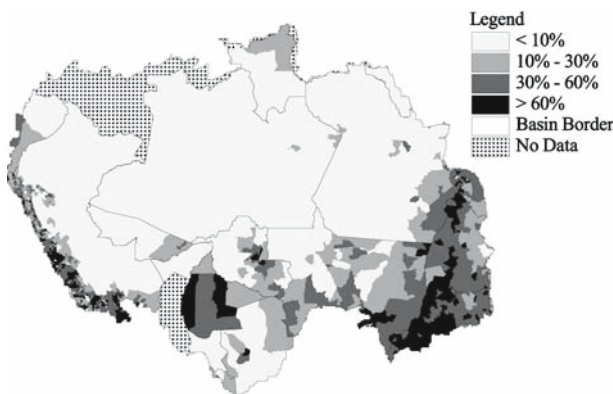 Legend
< 10%
10% - 30%
30% - 60%
> 60%
Basin Border
No Data